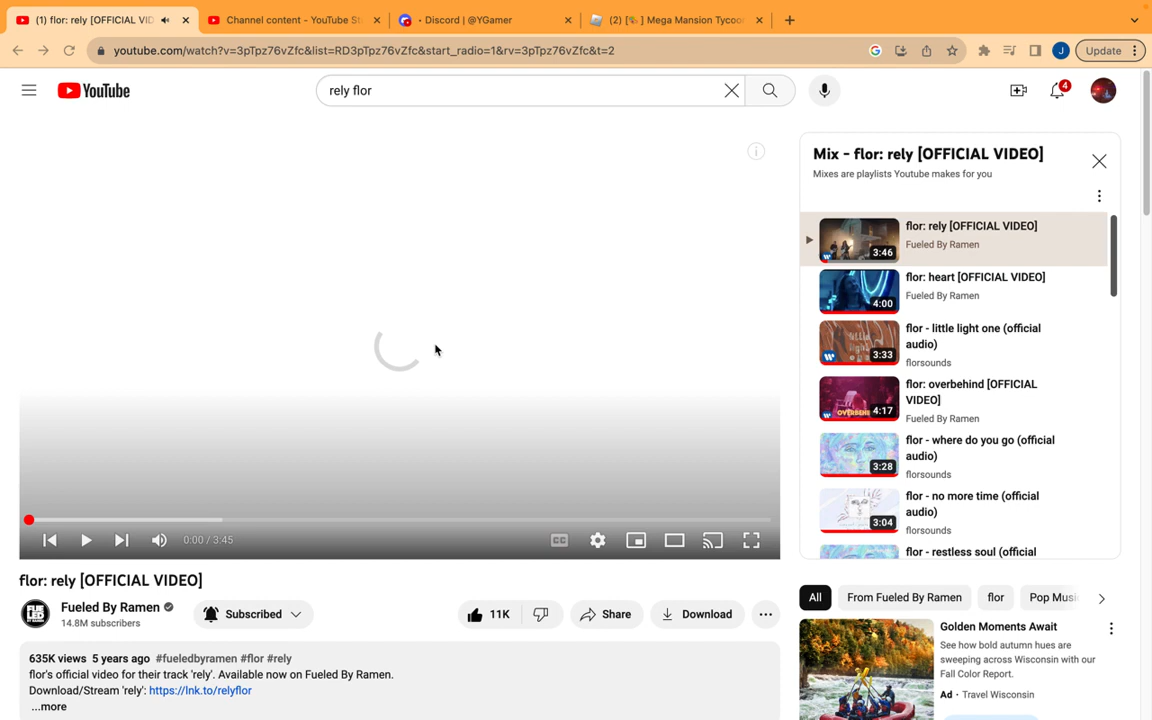 (1) flor: rely [OFFICIAL VID
Channel content - YouTube St
• Discord | @YGamer
(2) [🎨] Mega Mansion Tycoo
youtube.com/watch?v=3pTpz76vZfc&list=RD3pTpz76vZfc&start_radio=1&rv=3pTpz76vZfc&t=2
J
Update
YouTube
rely flor
4
Mix - flor: rely [OFFICIAL VIDEO]
Mixes are playlists Youtube makes for you
flor: rely [OFFICIAL VIDEO]
Fueled By Ramen
3:46
flor: heart [OFFICIAL VIDEO]
Fueled By Ramen
4:00
flor - little light one (official
audio)
florsounds
3:33
flor: overbehind [OFFICIAL
VIDEO]
Fueled By Ramen
OVERBEHI
4:17
flor - where do you go (official
audio)
florsounds
3:28
flor - no more time (official
audio)
florsounds
3:04
flor - restless soul (official
0:00 / 3:45
CC
flor: rely [OFFICIAL VIDEO]
Fueled By Ramen
14.8M subscribers
Subscribed
11K
Share
Download
635K views 5 years ago #fueledbyramen #flor #rely
flor's official video for their track 'rely'. Available now on Fueled By Ramen.
Download/Stream 'rely': https://lnk.to/relyflor
...more
All
From Fueled By Ramen
flor
Pop Musi
Golden Moments Await
See how bold autumn hues are
sweeping across Wisconsin with our
Fall Color Report.
Ad • Travel Wisconsin